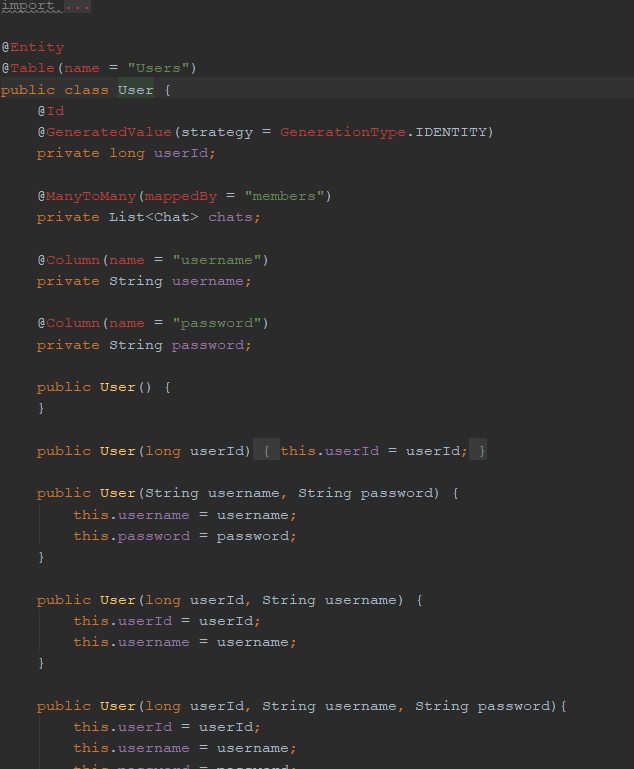 import ...
@Entity
@Table(name = "Users")
public class User {
@Id
@GeneratedValue(strategy = GenerationType.IDENTITY)
private long userId;
@ManyToMany(mappedBy = "members")
private List<Chat> chats;
@Column(name = "username")
private String username;
@Column(name = "password")
private String password;
public User() {
}
public User(long userId) { this.userId = userId; }
public User(String username, String password) {
this.username = username;
this.password = password;
}
public User(long userId, String username) {
this.userId = userId;
this.username = username;
}
public User(long userId, String username, String password){
this.userId = userId;
this.username = username;
this.password = password;